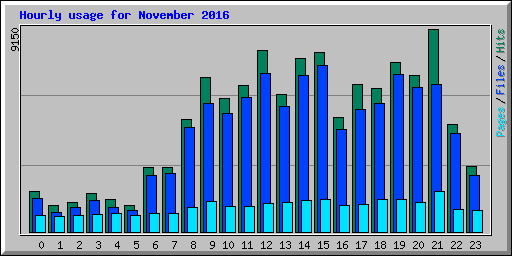 Hourly usage for November 2016
9150
Pages/Files/Hits
0 1 2 3 4 5 6 7 8 9 10 11 12 13 14 15 16 17 18 19 20 21 22 23